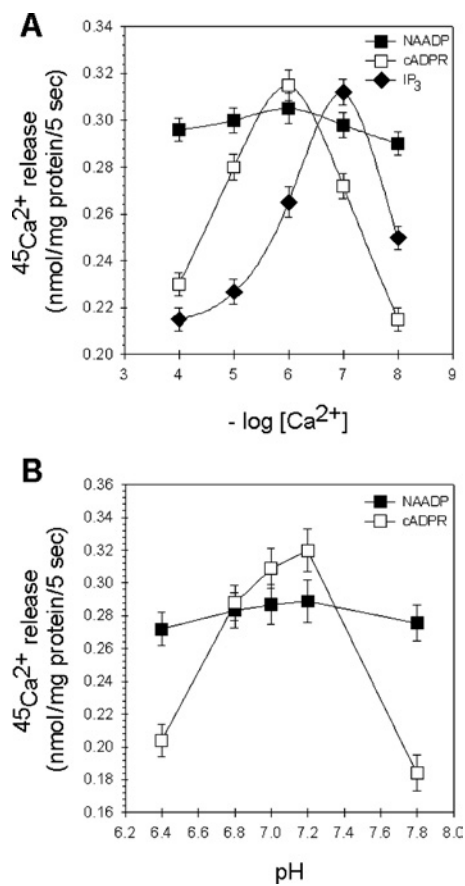 A
NAADP
cADPR
IP₃
0.34
0.32
0.30
0.28
0.26
0.24
0.22
0.20
⁴⁵Ca²⁺ release
(nmol/mg protein/5 sec)
3 4 5 6 7 8 9
- log [Ca²⁺]
B
NAADP
cADPR
0.36
0.34
0.32
0.30
0.28
0.26
0.24
0.22
0.20
0.18
0.16
⁴⁵Ca²⁺ release
(nmol/mg protein/5 sec)
6.2 6.4 6.6 6.8 7.0 7.2 7.4 7.6 7.8 8.0
pH